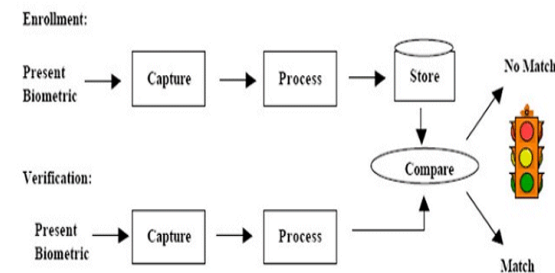 Enrollment:
Present
Biometric
Capture
Process
Store
No Match
Compare
Verification:
Present
Biometric
Capture
Process
Match